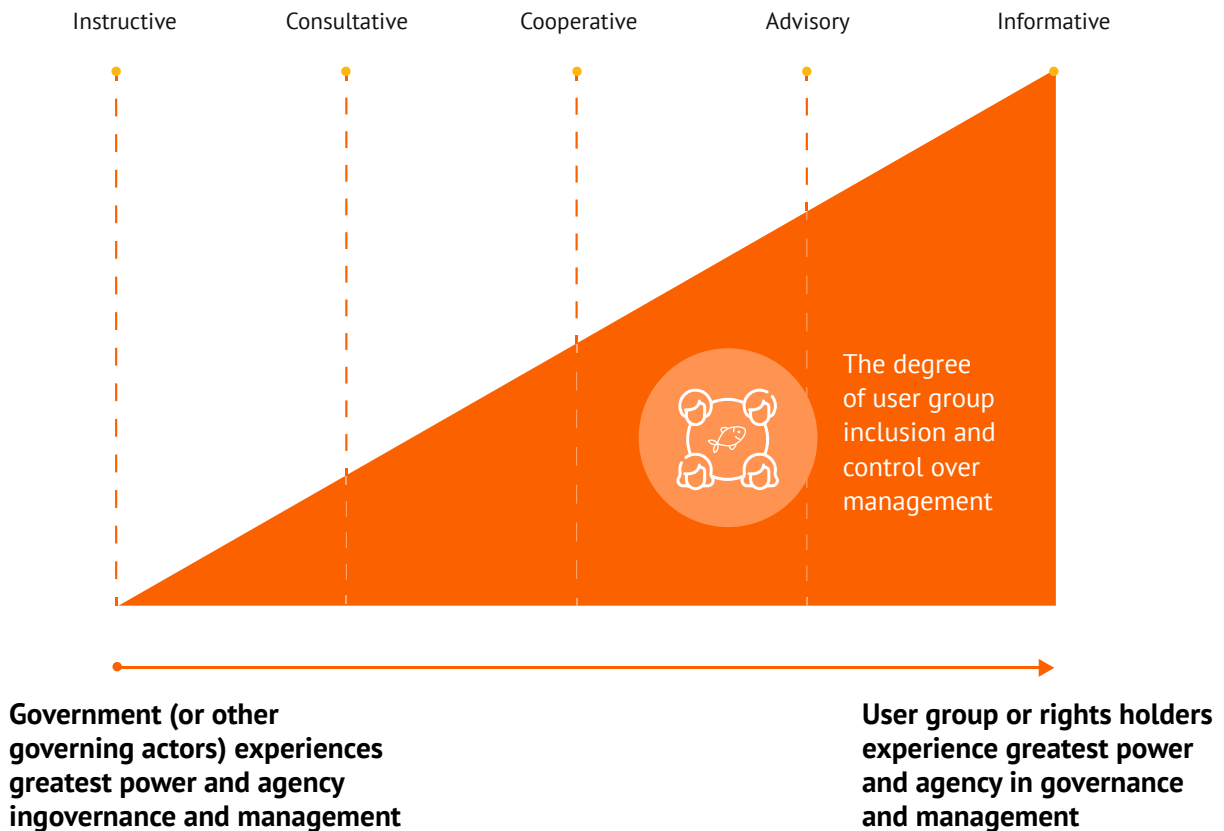 Instructive
Consultative
Cooperative
Advisory
Informative
The degree
of user group
inclusion and
control over
management
Government (or other
governing actors) experiences
greatest power and agency
ingovernance and management
User group or rights holders
experience greatest power
and agency in governance
and management